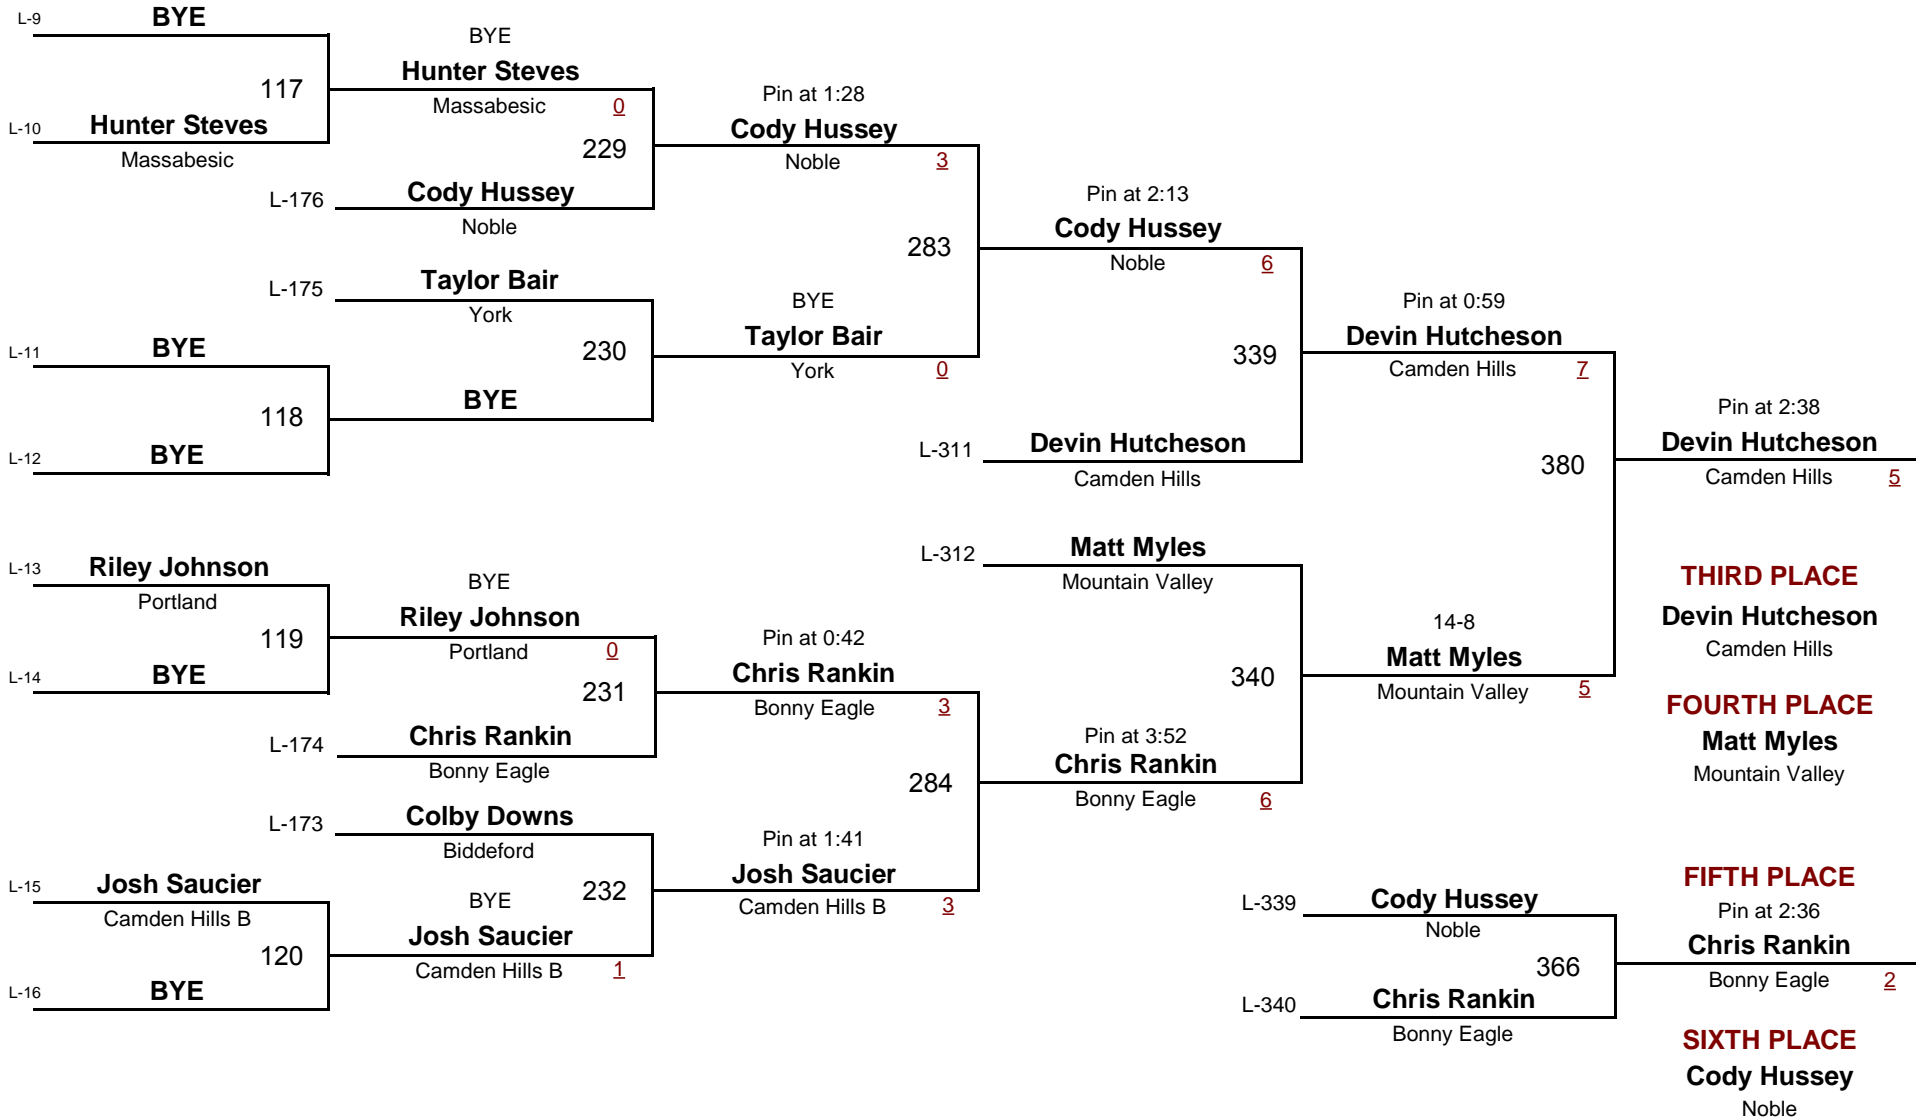 L-9 BYE
BYE
Hunter Steves
117
Massabesic 0
L-10 Hunter Steves
Massabesic
229
Pin at 1:28
Cody Hussey
Noble 3
L-176 Cody Hussey
Noble
Pin at 2:13
Cody Hussey
283
Noble 6
L-175 Taylor Bair
York
BYE
Taylor Bair
230
York 0
L-11 BYE
118
BYE
L-12 BYE
Pin at 0:59
Devin Hutcheson
339
Camden Hills 7
L-311 Devin Hutcheson
Camden Hills
Pin at 2:38
Devin Hutcheson
380
Camden Hills 5
L-13 Riley Johnson
Portland
BYE
Riley Johnson
119
Portland 0
L-14 BYE
231
Pin at 0:42
Chris Rankin
Bonny Eagle 3
L-174 Chris Rankin
Bonny Eagle
L-312 Matt Myles
Mountain Valley
14-8
Matt Myles
340
Mountain Valley 5
Pin at 3:52
Chris Rankin
284
Bonny Eagle 6
L-173 Colby Downs
Biddeford
Pin at 1:41
Josh Saucier
232
Camden Hills B 3
L-15 Josh Saucier
Camden Hills B
BYE
Josh Saucier
120
Camden Hills B 1
L-16 BYE
THIRD PLACE
Devin Hutcheson
Camden Hills
FOURTH PLACE
Matt Myles
Mountain Valley
L-339 Cody Hussey
Noble
366
L-340 Chris Rankin
Bonny Eagle
FIFTH PLACE
Pin at 2:36
Chris Rankin
Bonny Eagle 2
SIXTH PLACE
Cody Hussey
Noble